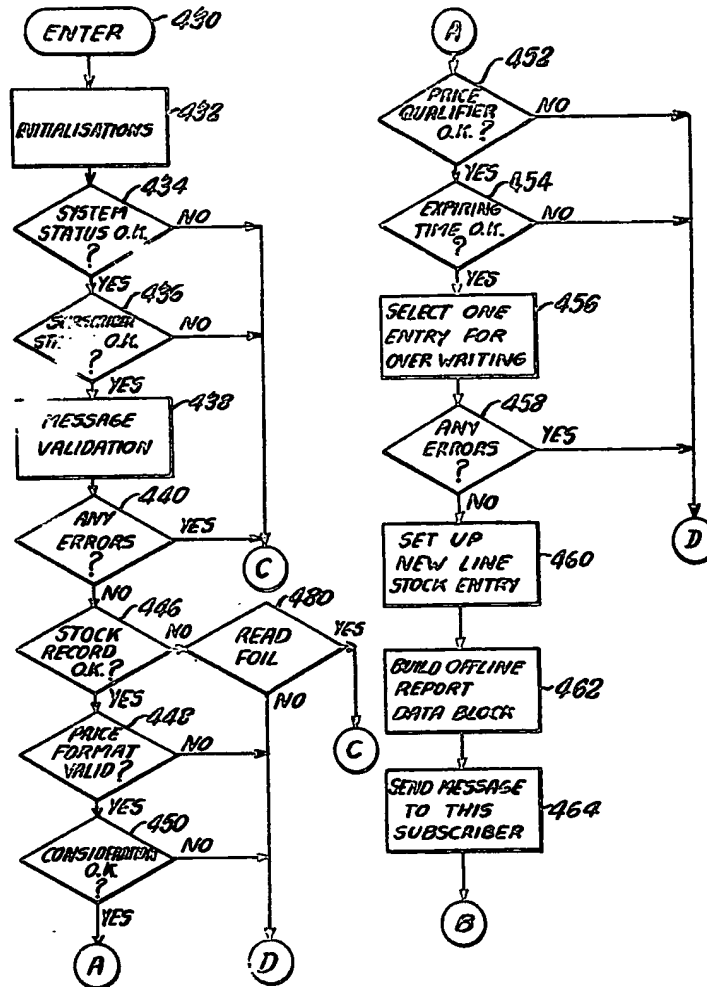 ENTER
430
INITIALISATIONS
432
434
SYSTEM
STATUS O.K.
?
NO
YES
436
SUBSCRIBER
O.K.
?
NO
YES
438
MESSAGE
VALIDATION
440
ANY
ERRORS
?
YES
C
NO
446
STOCK
RECORD
O.K.?
NO
480
READ
FOIL
YES
NO
C
YES
448
PRICE
FORMAT
VALID?
NO
YES
450
O.K
?
NO
YES
A
D
A
452
PRICE
QUALIFIER
O.K.?
NO
YES
454
EXPIRING
TIME O.K.
?
NO
YES
456
SELECT ONE
ENTRY FOR
OVER WRITING
458
ANY
ERRORS
?
YES
NO
D
460
SET UP
NEW LINE
STOCK ENTRY
BUILD OFFLINE
REPORT
DATA BLOCK
462
SEND MESSAGE
TO THIS
SUBSCRIBER
464
B